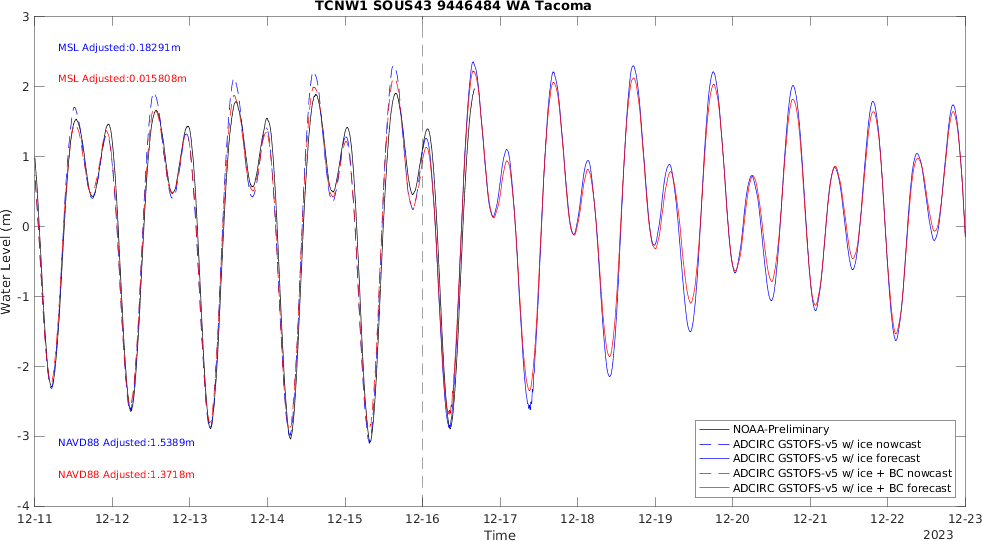 TCNW1 SOUS43 9446484 WA Tacoma
MSL Adjusted:0.18291m
MSL Adjusted:0.015808m
NAVD88 Adjusted:1.5389m
NAVD88 Adjusted:1.3718m
Water Level (m)
3
2
1
0
-1
-2
-3
-4
NOAA-Preliminary
ADCIRC GSTOFS-v5 w/ ice nowcast
ADCIRC GSTOFS-v5 w/ ice forecast
ADCIRC GSTOFS-v5 w/ ice + BC nowcast
ADCIRC GSTOFS-v5 w/ ice + BC forecast
12-11 12-12 12-13 12-14 12-15 12-16 12-17 12-18 12-19 12-20 12-21 12-22 12-23
Time
2023